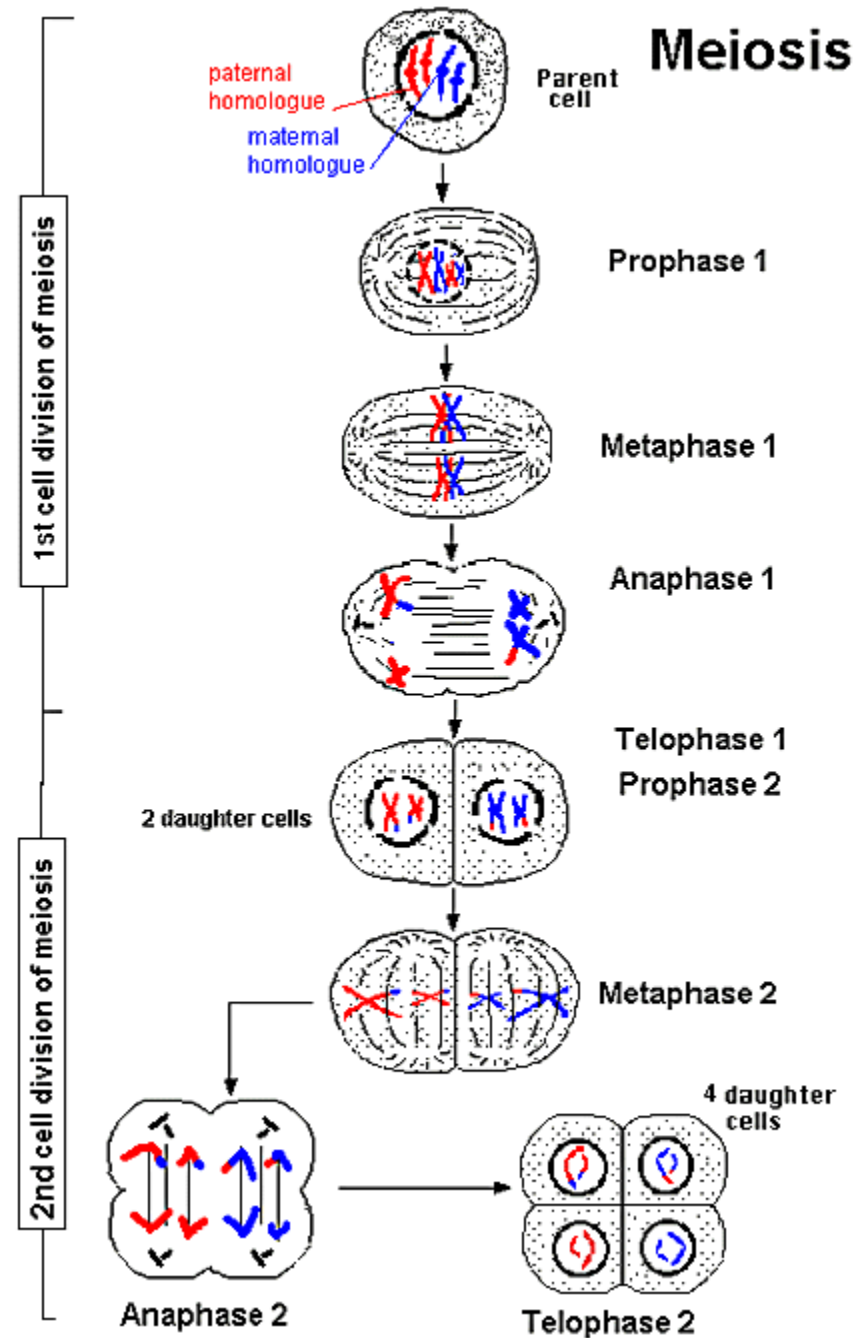 Meiosis
paternal
homologue
maternal
homologue
Parent
cell
1st cell division of meiosis
Prophase 1
Metaphase 1
Anaphase 1
Telophase 1
Prophase 2
2 daughter cells
2nd cell division of meiosis
Metaphase 2
4 daughter
cells
Anaphase 2
Telophase 2